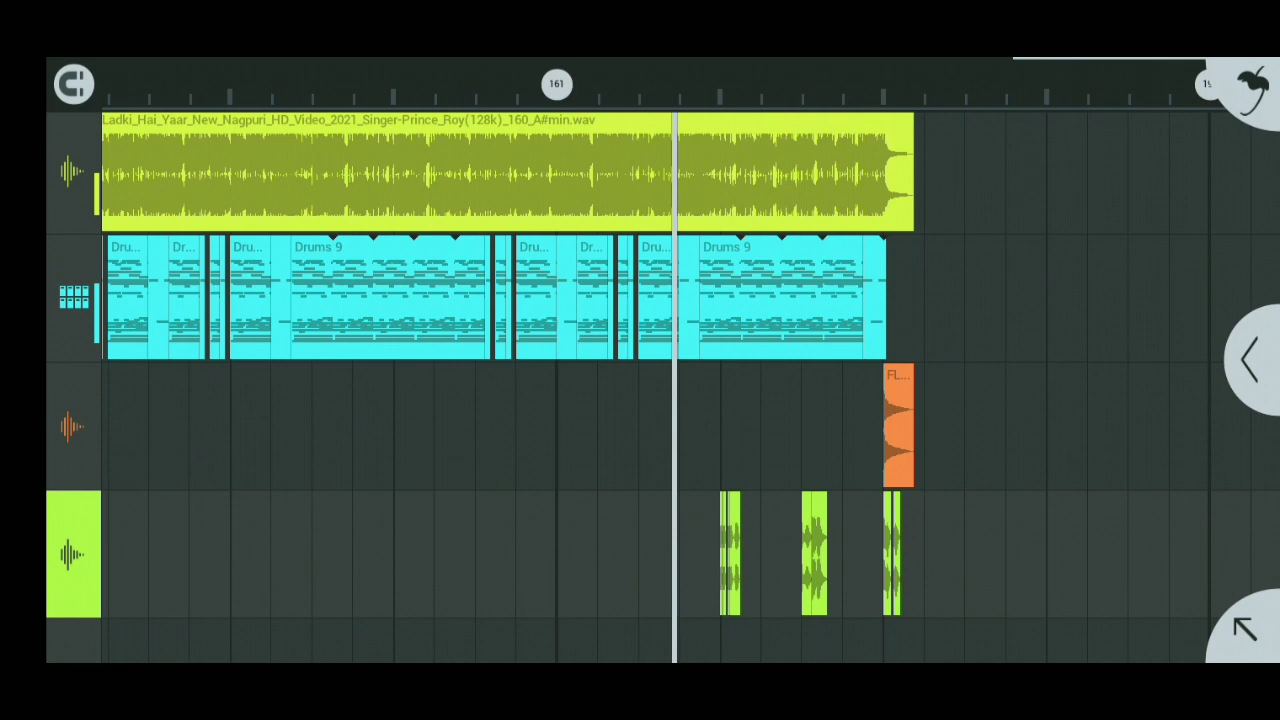 161
Ladki_Hai_Yaar_New_Nagpuri_HD_Video_2021_Singer-Prince_Roy(128k)_160_A#min.wav
Dru... Dr... Dru... Drums 9 Dru... Dr... Dru... Drums 9
FL...